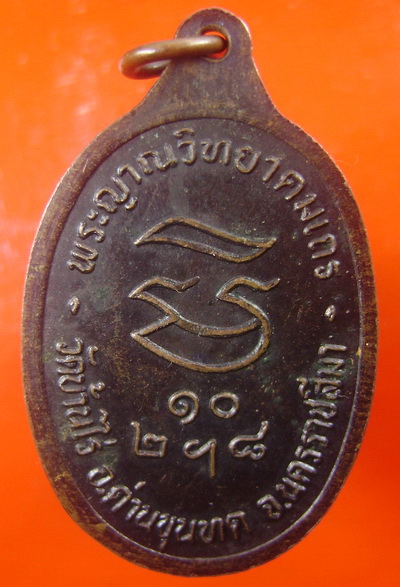 พระญาณวิทยาคมเถร
๑๐
๒ ๑ ๘
วัดบ้านไร่ อ.ด่านขุนทด จ.นครราชสีมา